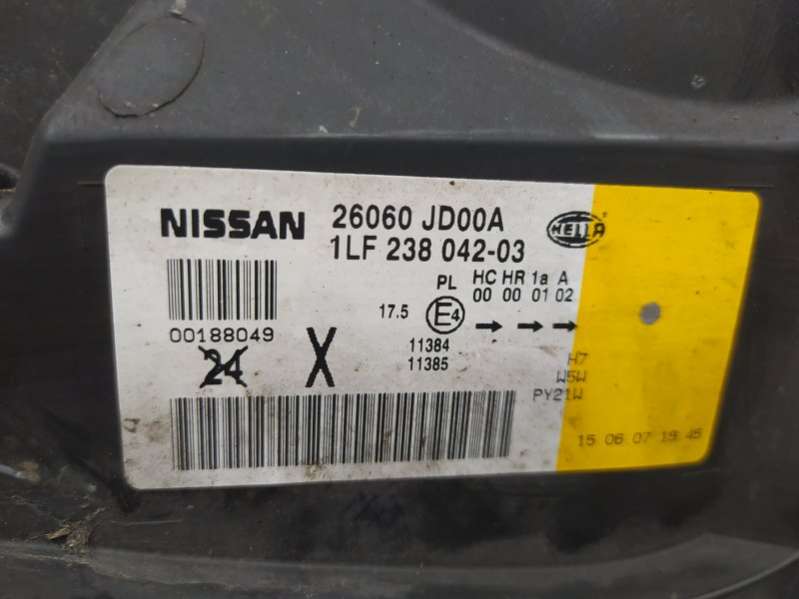 NISSAN
26060 JD00A
1LF 238 042-03
HELLA
PL HC HR 1a A
00 00 01 02
17.5 E4
00188049
24 X
11384
11385
H7
W5W
PY21W
15 06 07 19 45